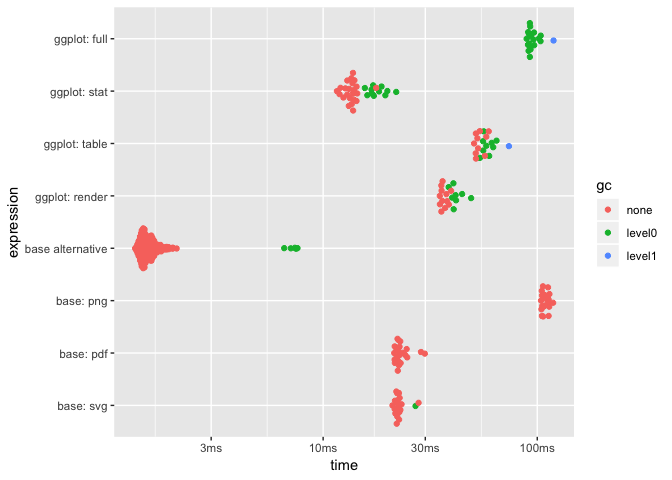 expression
ggplot: full
ggplot: stat
ggplot: table
ggplot: render
base alternative
base: png
base: pdf
base: svg
3ms 10ms 30ms 100ms
time
gc
none
level0
level1